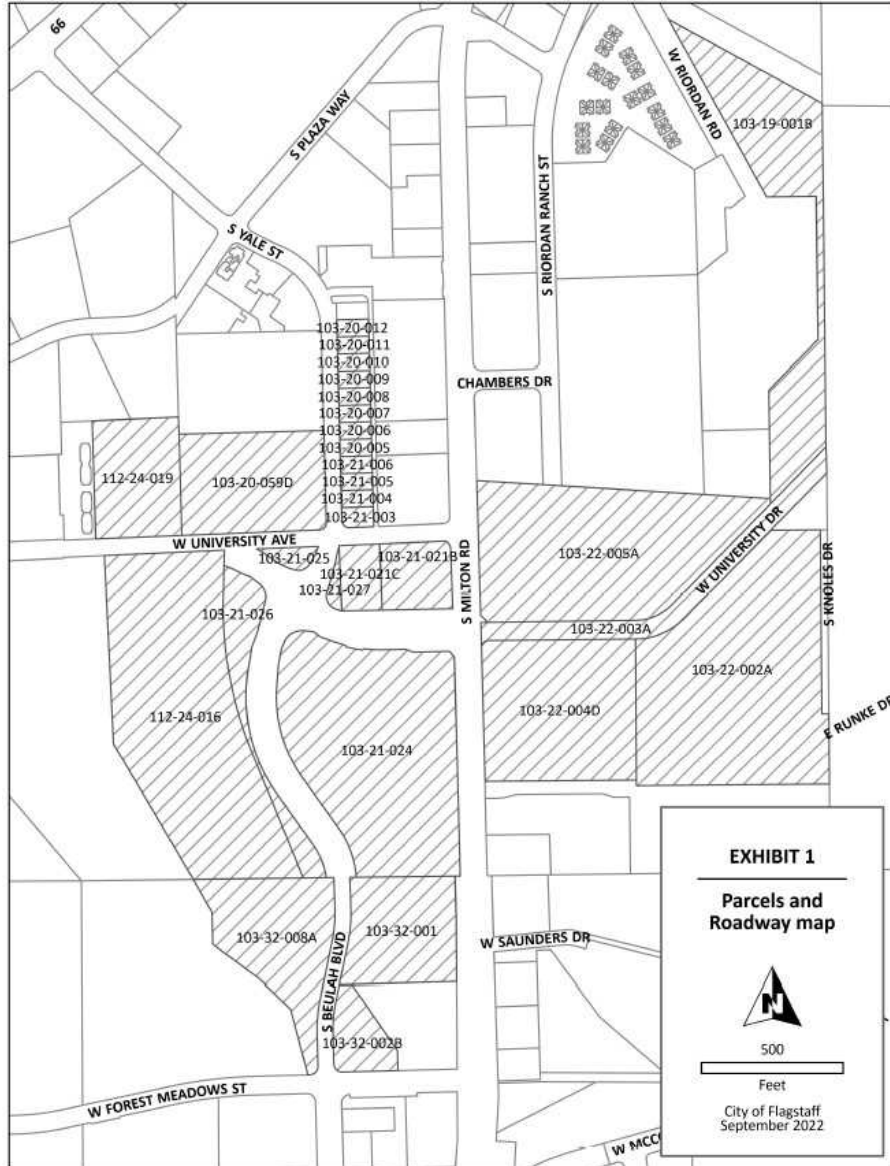 66
S PLAZA WAY
W RIORDAN RD
103-19-001B
S YALE ST
S RIORDAN RANCH ST
103-20-012
103-20-011
103-20-010
103-20-009
103-20-008
103-20-007
103-20-006
103-20-005
103-21-006
103-21-005
103-21-004
103-21-003
CHAMBERS DR
112-24-019
103-20-059D
W UNIVERSITY AVE
103-21-025
103-21-021B
103-21-021C
103-21-027
103-21-026
S MILTON RD
103-22-005A
W UNIVERSITY DR
103-22-003A
S KNOLES DR
103-22-002A
103-22-004D
E RUNKE DR
112-24-016
103-21-024
103-32-008A
103-32-001
W SAUNDERS DR
S BEULAH BLVD
103-32-002B
W FOREST MEADOWS ST
W MCCO
EXHIBIT 1
Parcels and
Roadway map
N
500
Feet
City of Flagstaff
September 2022